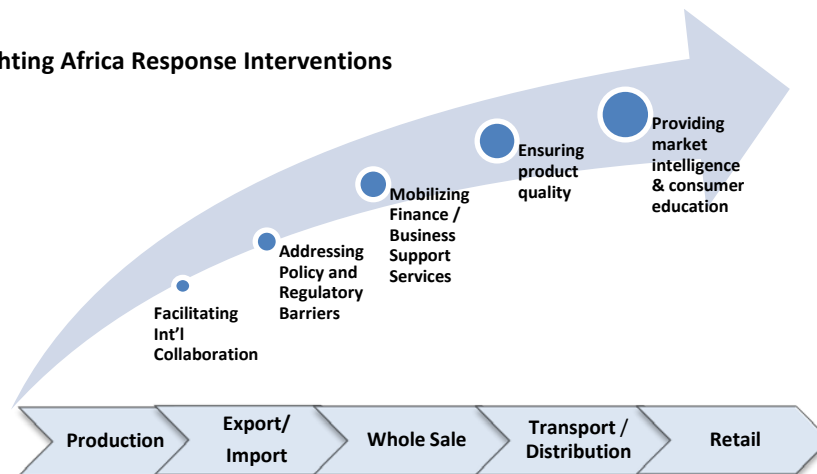 hting Africa Response Interventions
Providing
market
intelligence
& consumer
education
Ensuring
product
quality
Mobilizing
Finance /
Business
Support
Services
Addressing
Policy and
Regulatory
Barriers
Facilitating
Int'l
Collaboration
Production
Export/
Import
Whole Sale
Transport /
Distribution
Retail